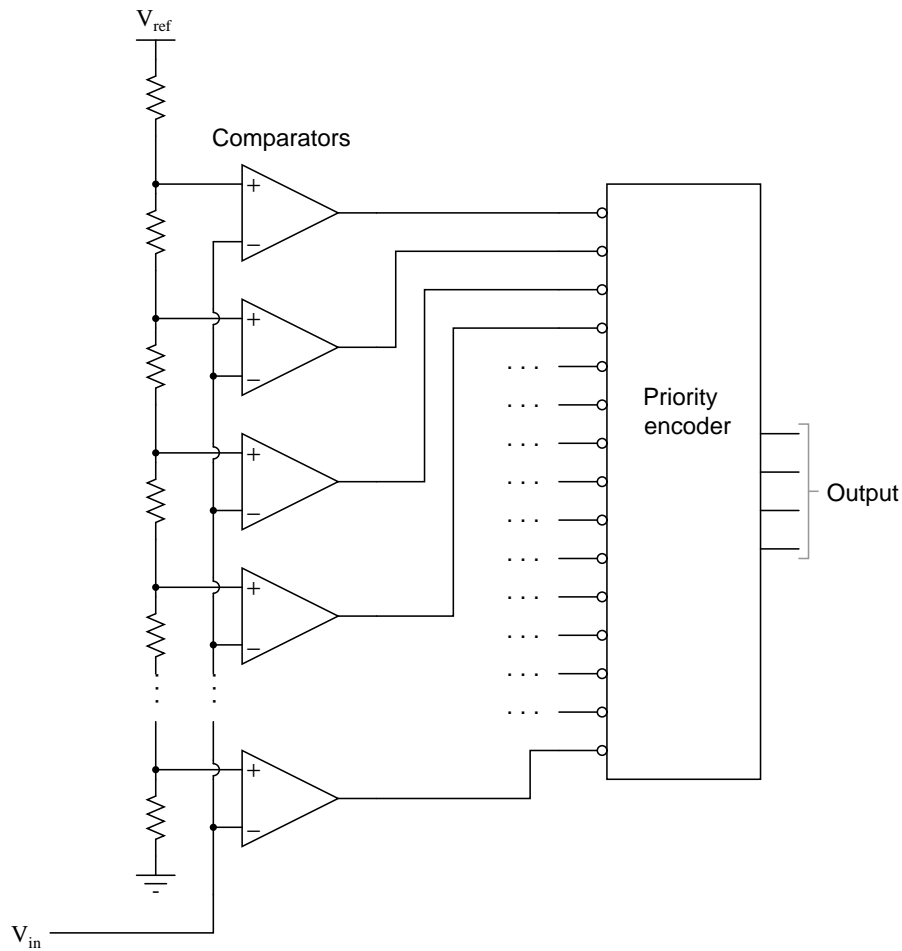 V_ref
Comparators
+
−
+
−
+
−
+
−
. . .
. . .
+
−
. . .
. . .
. . .
. . .
. . .
. . .
. . .
. . .
. . .
. . .
Priority
encoder
Output
V_in